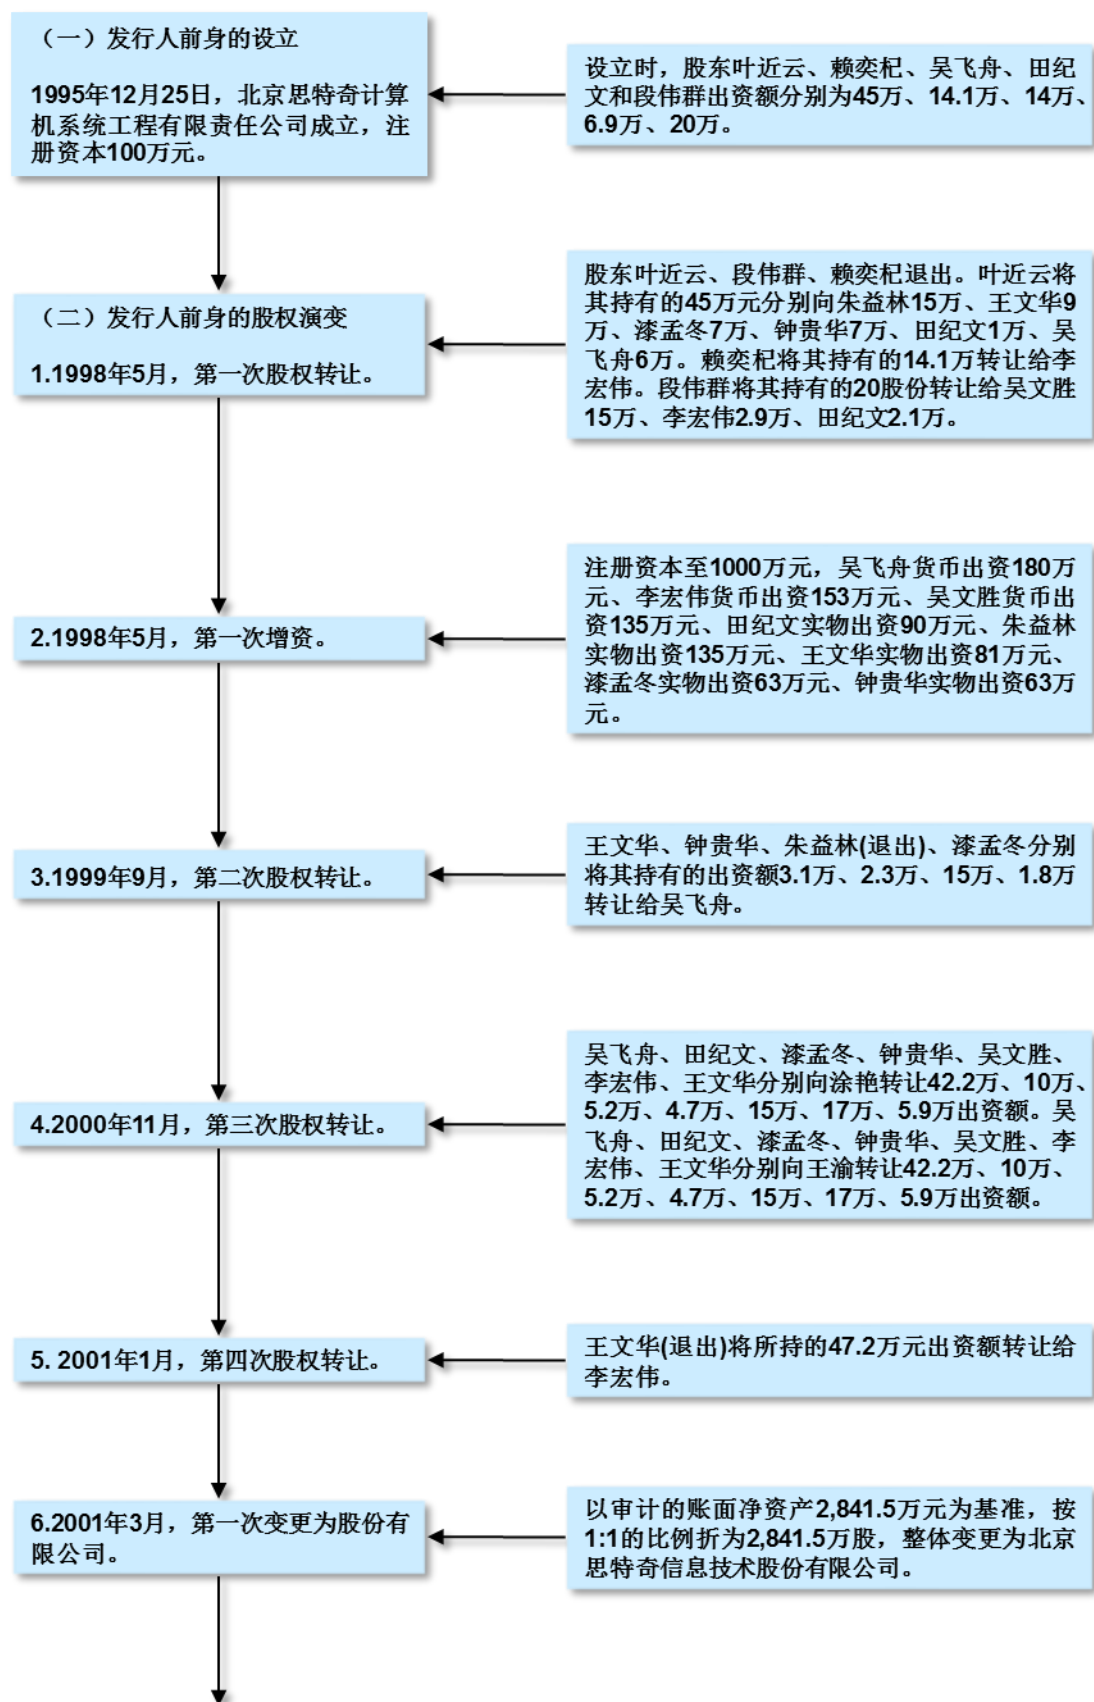 （一）发行人前身的设立
1995年12月25日，北京思特奇计算
机系统工程有限责任公司成立，注
册资本100万元。
设立时，股东叶近云、赖奕杞、吴飞舟、田纪
文和段伟群出资额分别为45万、14.1万、14万、
6.9万、20万。
（二）发行人前身的股权演变
1.1998年5月，第一次股权转让。
股东叶近云、段伟群、赖奕杞退出。叶近云将
其持有的45万元分别向朱益林15万、王文华9
万、漆孟冬7万、钟贵华7万、田纪文1万、吴
飞舟6万。赖奕杞将其持有的14.1万转让给李
宏伟。段伟群将其持有的20股份转让给吴文胜
15万、李宏伟2.9万、田纪文2.1万。
2.1998年5月，第一次增资。
注册资本至1000万元，吴飞舟货币出资180万
元、李宏伟货币出资153万元、吴文胜货币出
资135万元、田纪文实物出资90万元、朱益林
实物出资135万元、王文华实物出资81万元、
漆孟冬实物出资63万元、钟贵华实物出资63万
元。
3.1999年9月，第二次股权转让。
王文华、钟贵华、朱益林(退出)、漆孟冬分别
将其持有的出资额3.1万、2.3万、15万、1.8万
转让给吴飞舟。
4.2000年11月，第三次股权转让。
吴飞舟、田纪文、漆孟冬、钟贵华、吴文胜、
李宏伟、王文华分别向涂艳转让42.2万、10万、
5.2万、4.7万、15万、17万、5.9万出资额。吴
飞舟、田纪文、漆孟冬、钟贵华、吴文胜、李
宏伟、王文华分别向王渝转让42.2万、10万、
5.2万、4.7万、15万、17万、5.9万出资额。
5. 2001年1月，第四次股权转让。
王文华(退出)将所持的47.2万元出资额转让给
李宏伟。
6.2001年3月，第一次变更为股份有
限公司。
以审计的账面净资产2,841.5万元为基准，按
1:1的比例折为2,841.5万股，整体变更为北京
思特奇信息技术股份有限公司。